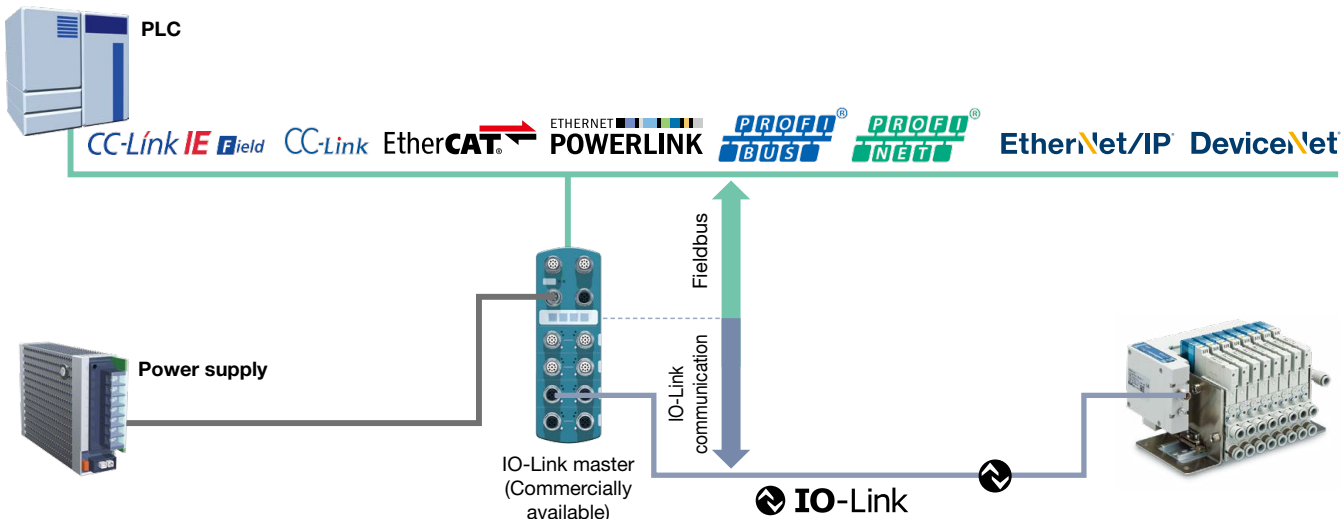 PLC
CC-Link IE Field
CC-Link
EtherCAT®
ETHERNET
POWERLINK
PROFI®
BUS
PROFI®
NET
EtherNet/IP
DeviceNet
Fieldbus
IO-Link
communication
Power supply
IO-Link master
(Commercially
available)
IO-Link